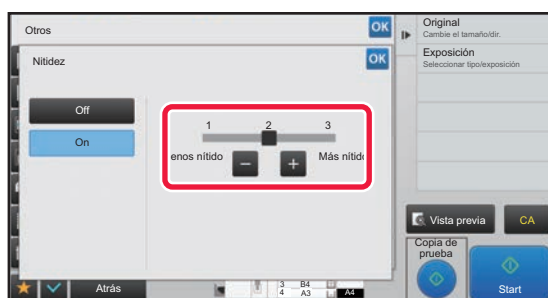 Otros
OK
Original
Cambie el tamaño/dir.
Nitidez
OK
Exposición
Seleccionar tipo/exposición
Off
On
1 2 3
enos nítido
Más nítido
Vista previa
CA
Copia de
prueba
Start
Atrás
3 B4
4 A3
A4